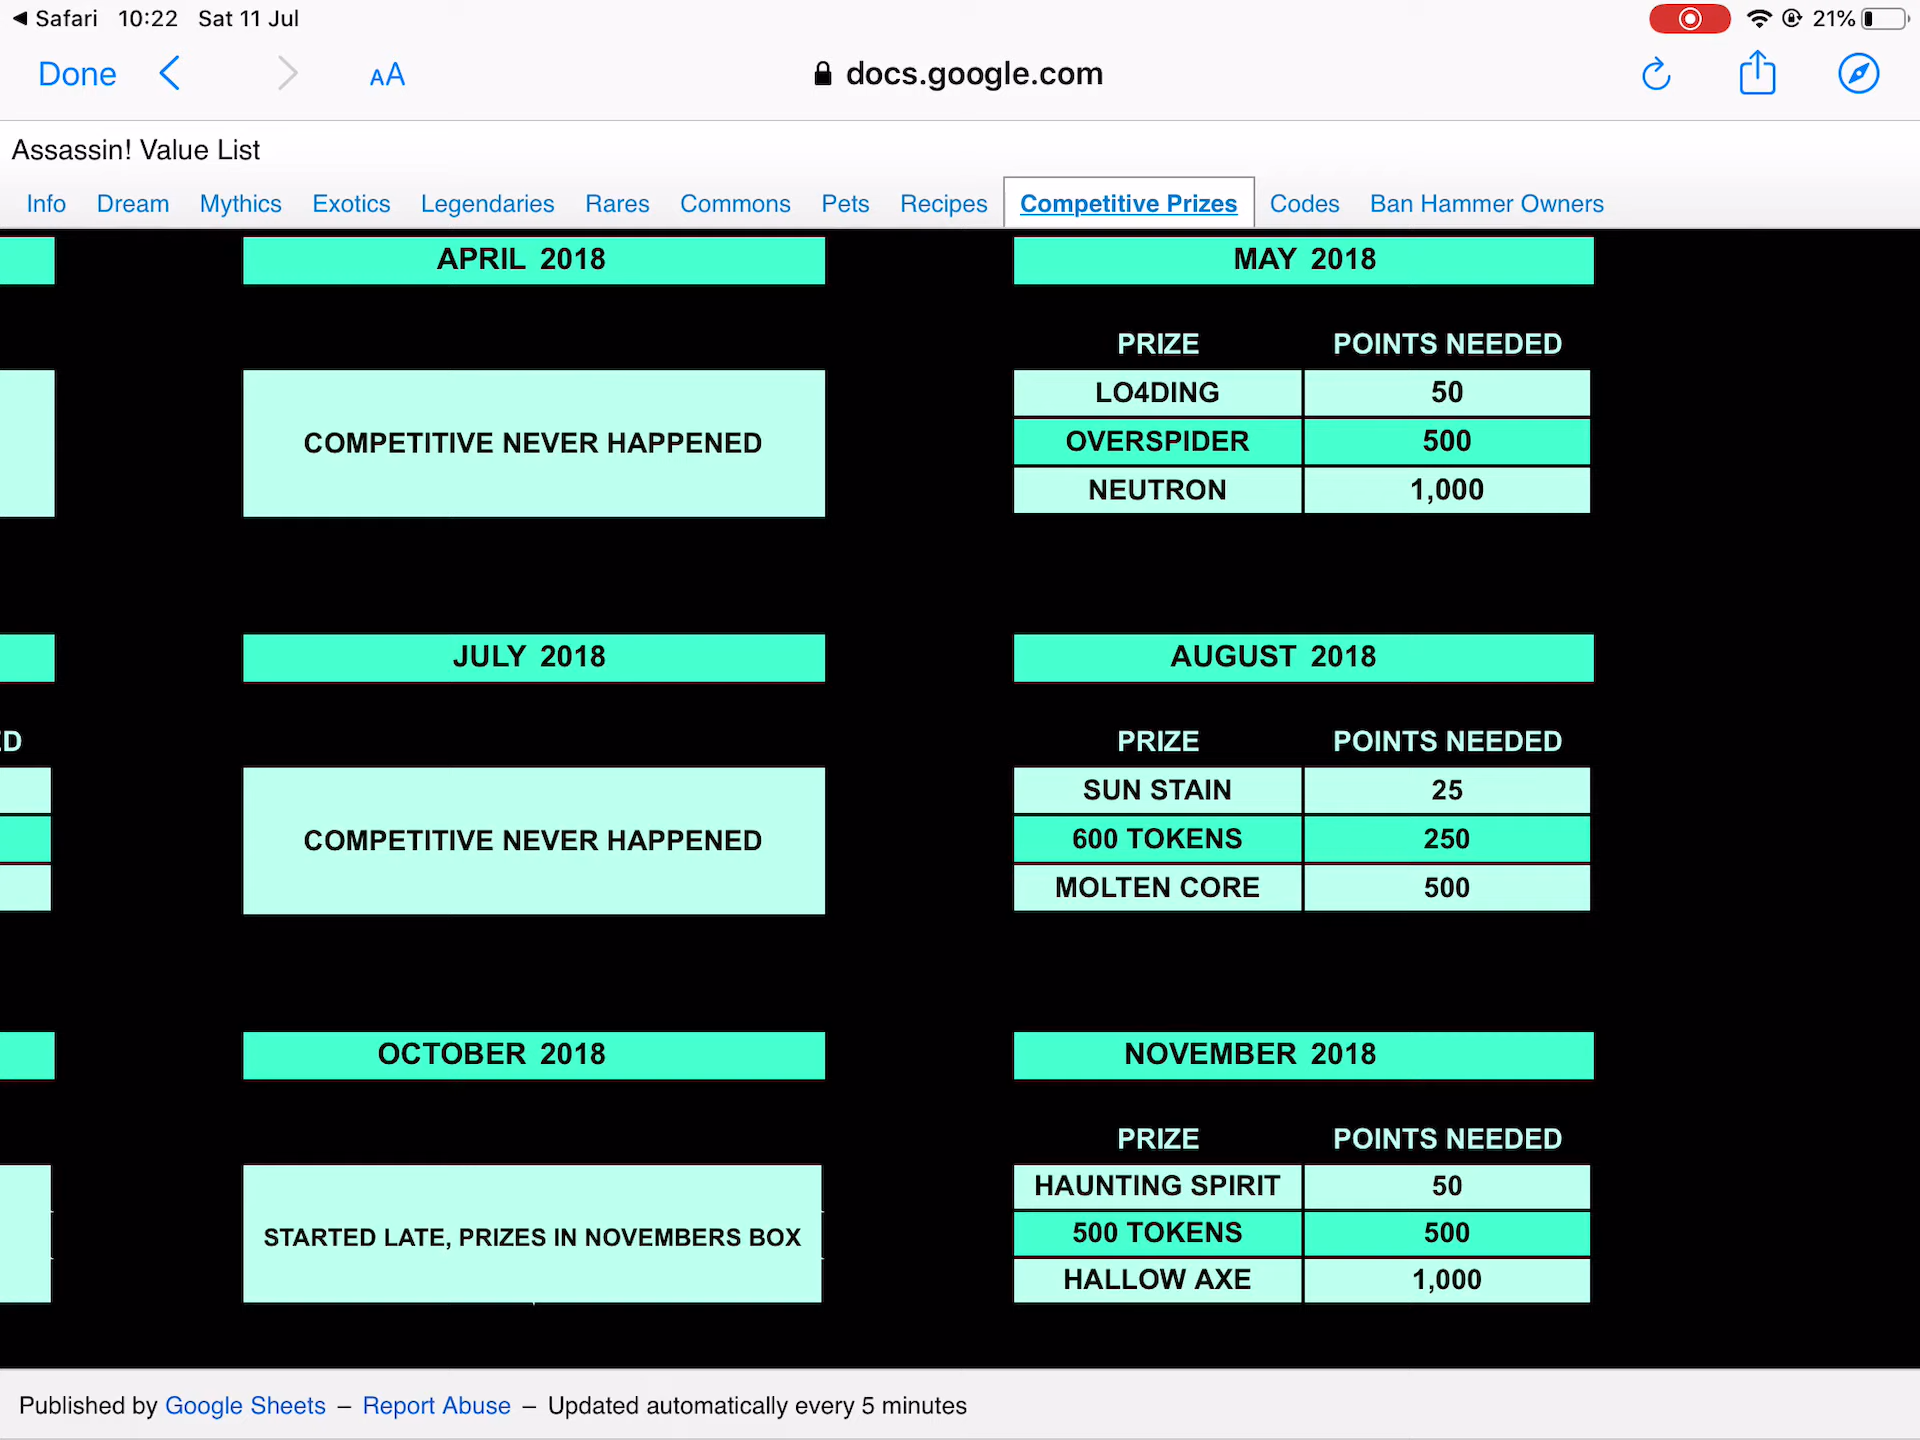 Safari 10:22 Sat 11 Jul 21%
Done AA docs.google.com
Assassin! Value List
Info Dream Mythics Exotics Legendaries Rares Commons Pets Recipes Competitive Prizes Codes Ban Hammer Owners
APRIL 2018
COMPETITIVE NEVER HAPPENED
MAY 2018
PRIZE POINTS NEEDED
LO4DING 50
OVERSPIDER 500
NEUTRON 1,000
ED
JULY 2018
COMPETITIVE NEVER HAPPENED
AUGUST 2018
PRIZE POINTS NEEDED
SUN STAIN 25
600 TOKENS 250
MOLTEN CORE 500
OCTOBER 2018
STARTED LATE, PRIZES IN NOVEMBERS BOX
NOVEMBER 2018
PRIZE POINTS NEEDED
HAUNTING SPIRIT 50
500 TOKENS 500
HALLOW AXE 1,000
Published by Google Sheets – Report Abuse – Updated automatically every 5 minutes